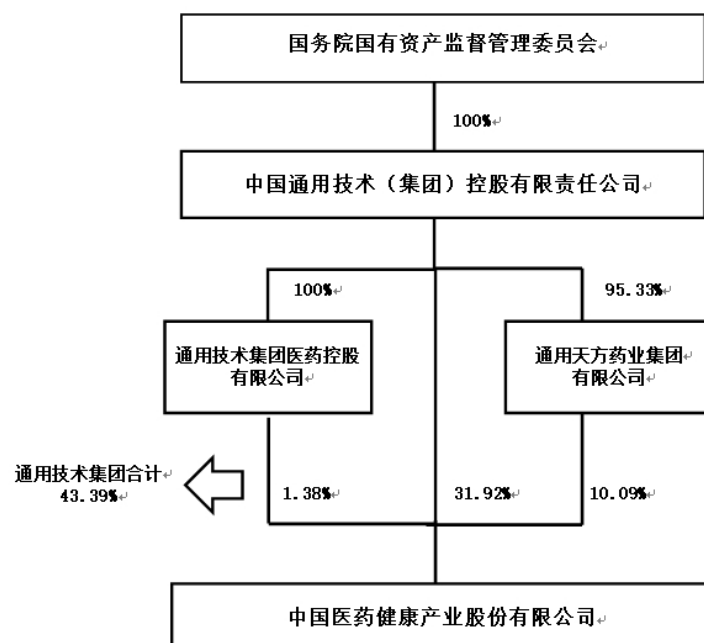 国务院国有资产监督管理委员会
100%
中国通用技术（集团）控股有限责任公司
100%
95.33%
通用技术集团医药控股
有限公司
通用天方药业集团
有限公司
通用技术集团合计
43.39%
1.38%
31.92%
10.09%
中国医药健康产业股份有限公司